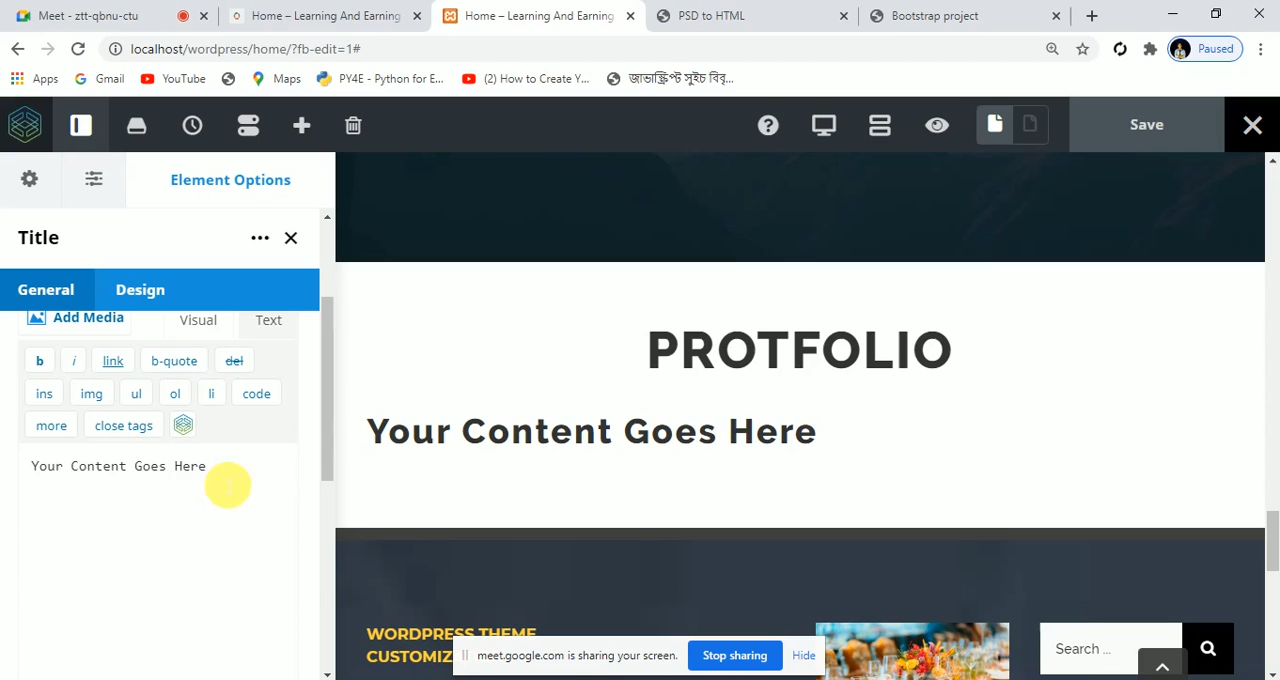 Meet - ztt-qbnu-ctu
Home – Learning And Earning
Home – Learning And Earning
PSD to HTML
Bootstrap project
localhost/wordpress/home/?fb-edit=1#
Paused
Apps
Gmail
YouTube
Maps
PY4E - Python for E...
(2) How to Create Y...
জাভাস্ক্রিপ্ট সুইচ বিবৃ...
Save
Element Options
Title
General
Design
Add Media
Visual
Text
b
i
link
b-quote
del
ins
img
ul
ol
li
code
more
close tags
Your Content Goes Here
PROTFOLIO
Your Content Goes Here
WORDPRESS THEME
CUSTOMIZ
Search ...
meet.google.com is sharing your screen.
Stop sharing
Hide